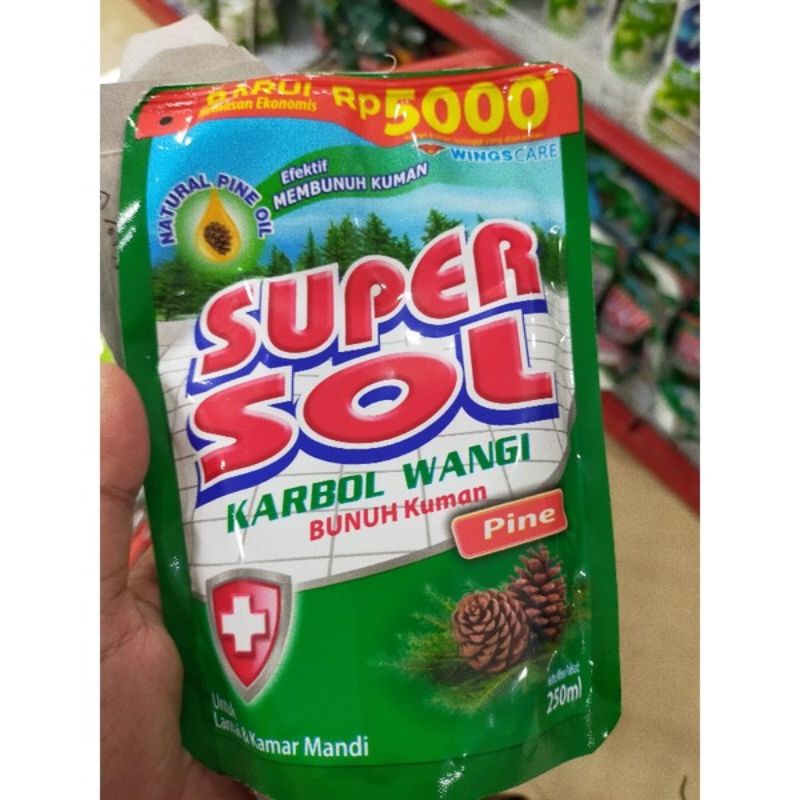 BARU! Rp5000
Kemasan Ekonomis
WINGSCARE
NATURAL PINE OIL
Efektif
MEMBUNUH KUMAN
SUPER
SOL
KARBOL WANGI
BUNUH Kuman
Pine
250ml
Untuk
Lantai & Kamar Mandi